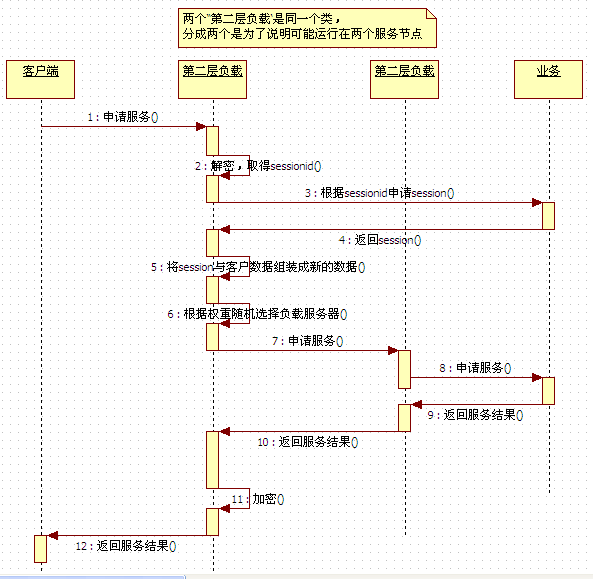 两个"第二层负载'是同一个类，
分成两个是为了说明可能运行在两个服务节点
客户端
第二层负载
第二层负载
业务
1 : 申请服务()
2 : 解密，取得sessionid()
3 : 根据sessionid申请session()
4 : 返回session()
5 : 将session与客户数据组装成新的数据()
6 : 根据权重随机选择负载服务器()
7 : 申请服务()
8 : 申请服务()
9 : 返回服务结果()
10 : 返回服务结果()
11 : 加密()
12 : 返回服务结果()